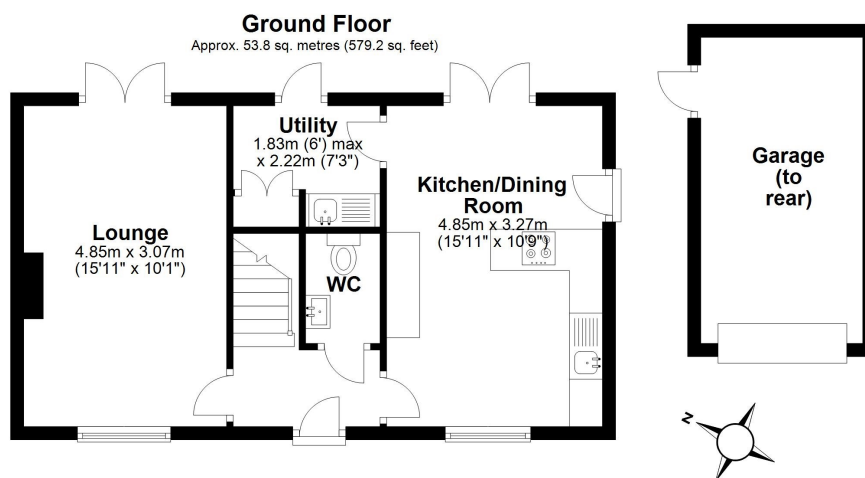 Ground Floor
Approx. 53.8 sq. metres (579.2 sq. feet)
Utility
1.83m (6') max
x 2.22m (7'3")
Kitchen/Dining
Room
4.85m x 3.27m
(15'11" x 10'9")
Lounge
4.85m x 3.07m
(15'11" x 10'1")
WC
Garage
(to
rear)
N